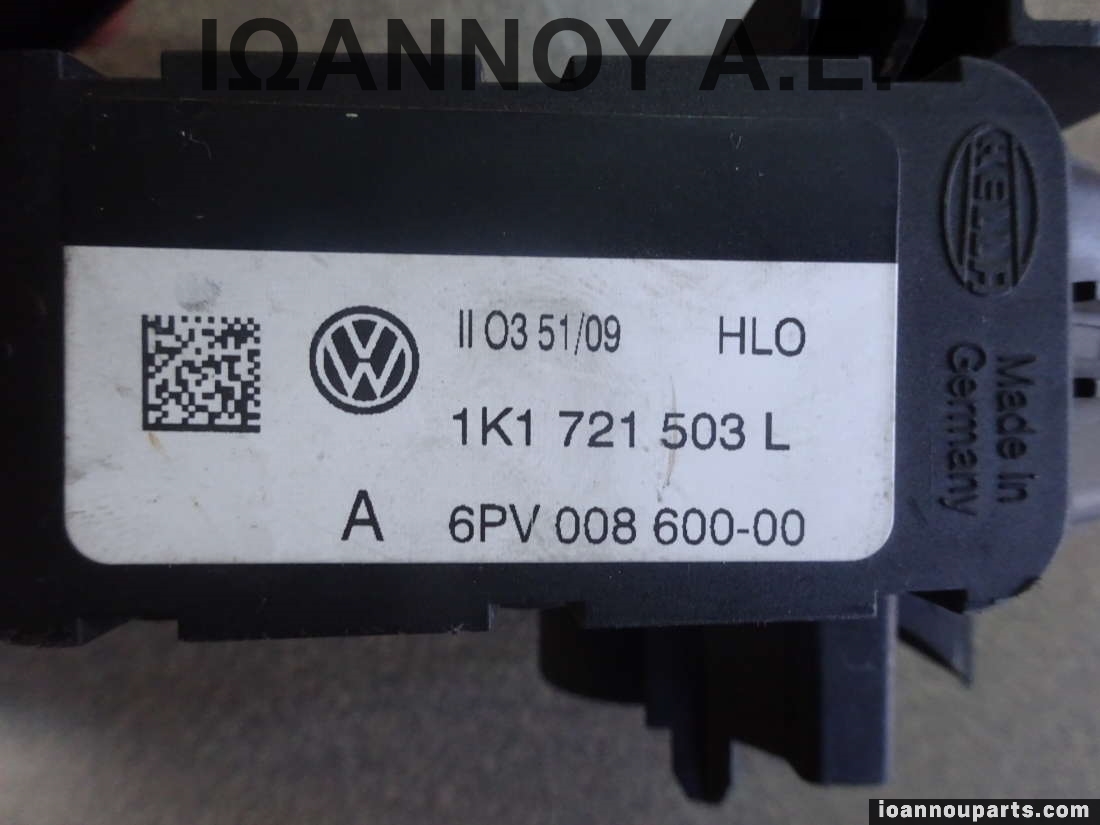 ΙΩΑΝΝΟΥ Α.Ε.
HELLA
Made In
Germany
II 03 51/09 HLO
1K1 721 503 L
A 6PV 008 600-00
ioannouparts.com